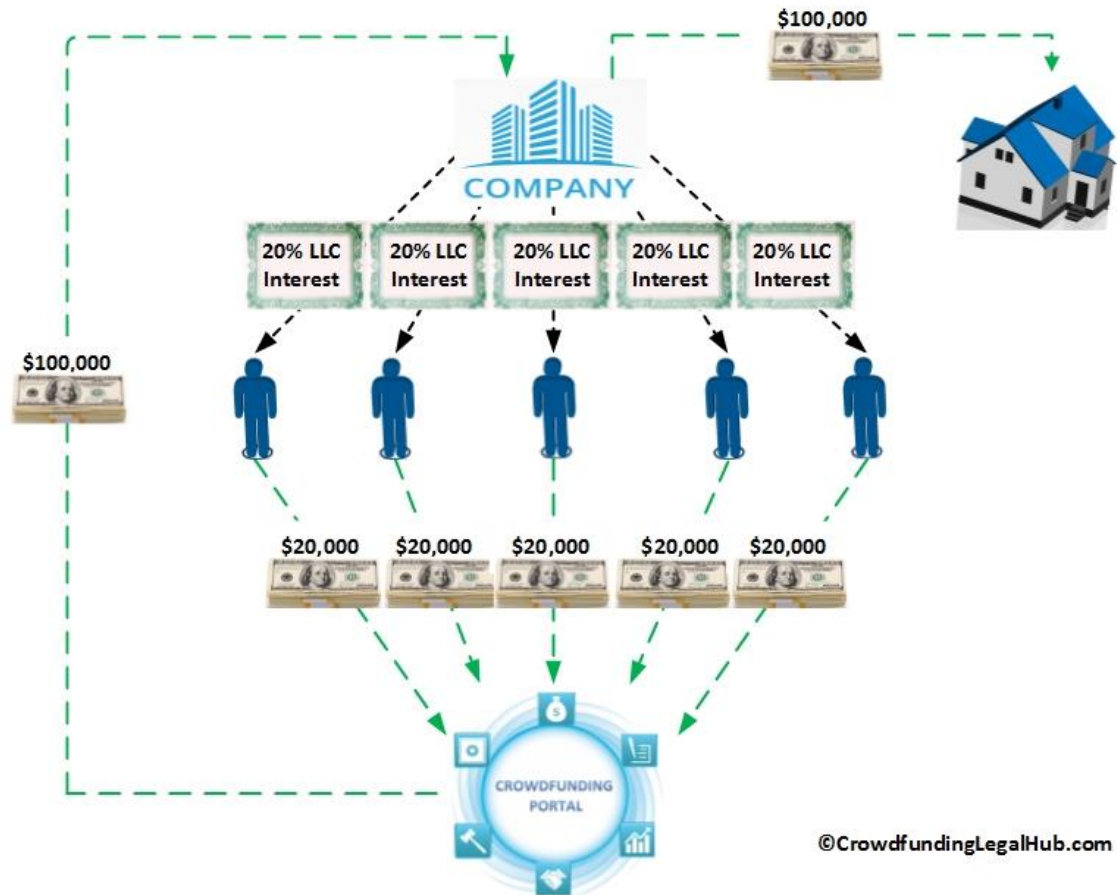 $100,000
COMPANY
20% LLC
Interest
20% LLC
Interest
20% LLC
Interest
20% LLC
Interest
20% LLC
Interest
$100,000
$20,000
$20,000
$20,000
$20,000
$20,000
CROWDFUNDING
PORTAL
©CrowdfundingLegalHub.com